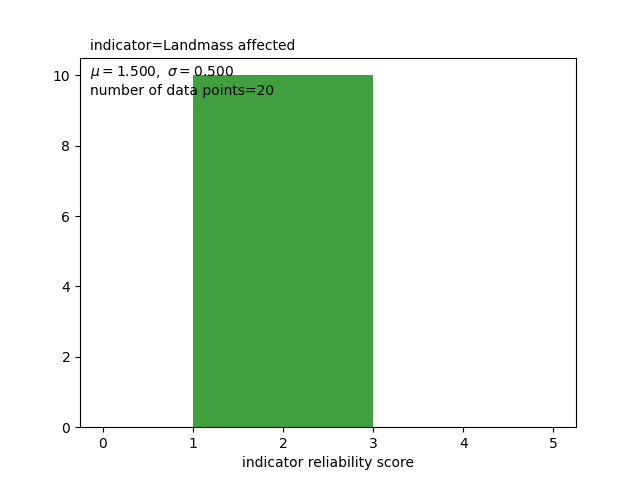 indicator=Landmass affected
μ = 1.500, σ = 0.500
number of data points=20
10
8
6
4
2
0
0 1 2 3 4 5
indicator reliability score